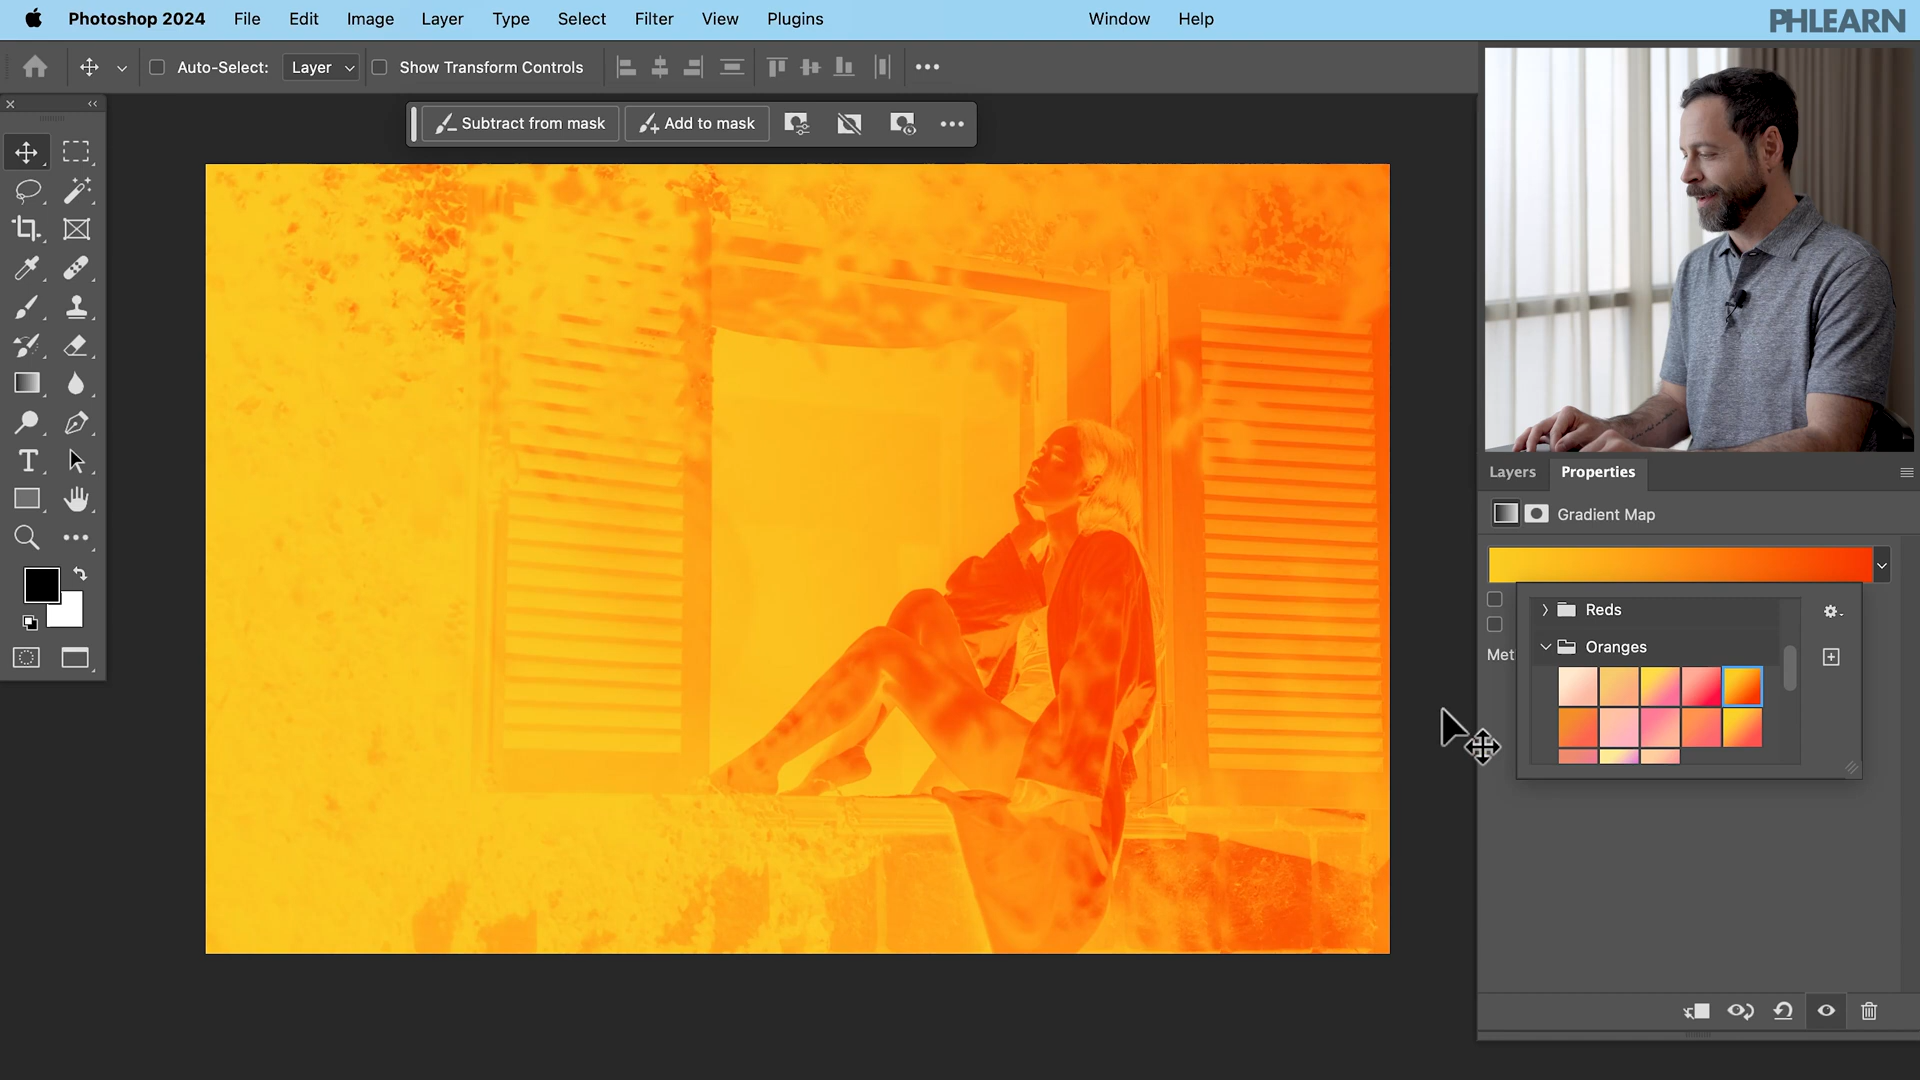 Photoshop 2024 File Edit Image Layer Type Select Filter View Plugins Window Help
PHLEARN
Auto-Select: Layer Show Transform Controls
Subtract from mask Add to mask
Layers Properties
Gradient Map
Reds
Oranges
Met